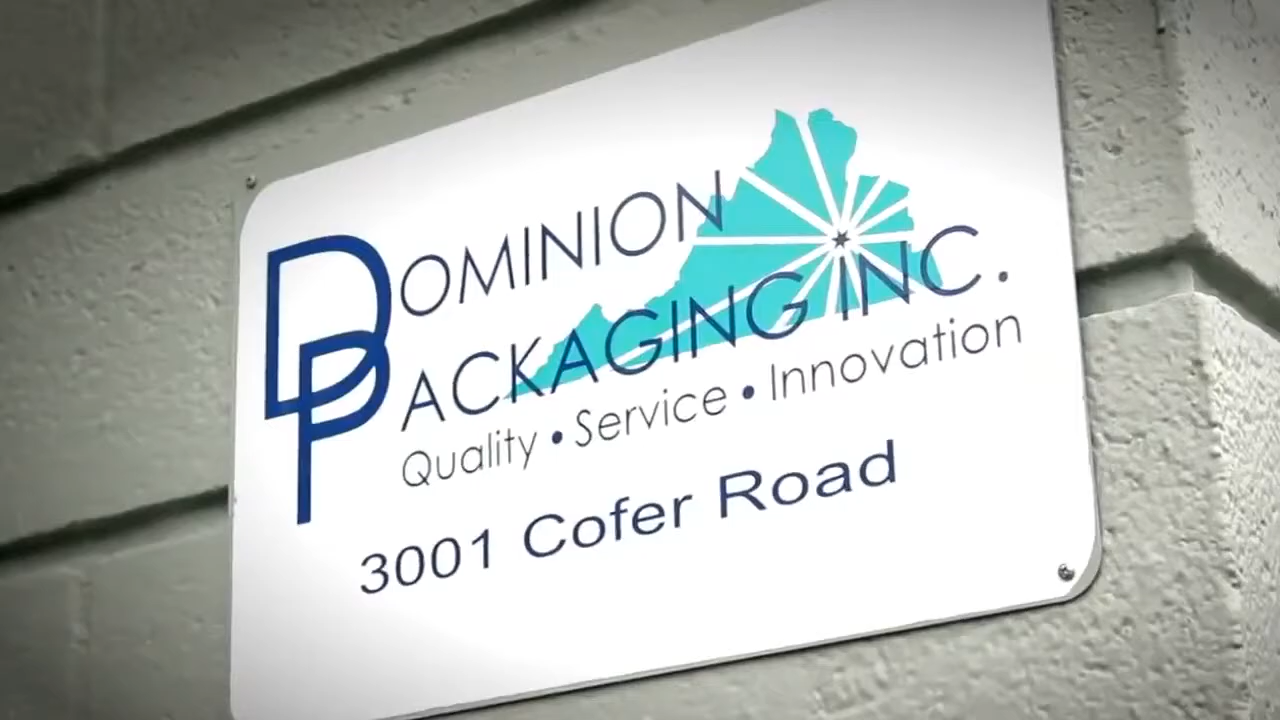 DOMINION
PACKAGING INC.
Quality • Service • Innovation
3001 Cofer Road